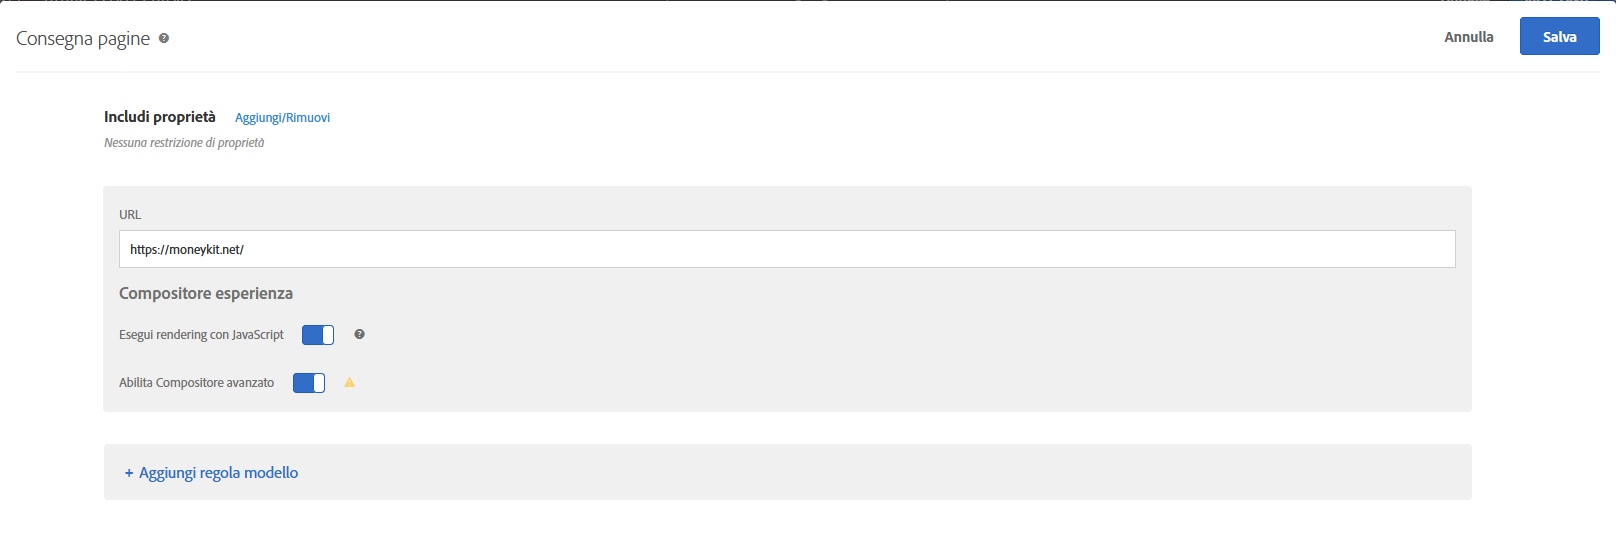 Consegna pagine
Annulla
Salva
Includi proprietà Aggiungi/Rimuovi
Nessuna restrizione di proprietà
URL
https://moneykit.net/
Compositore esperienza
Esegui rendering con JavaScript
Abilita Compositore avanzato
+ Aggiungi regola modello